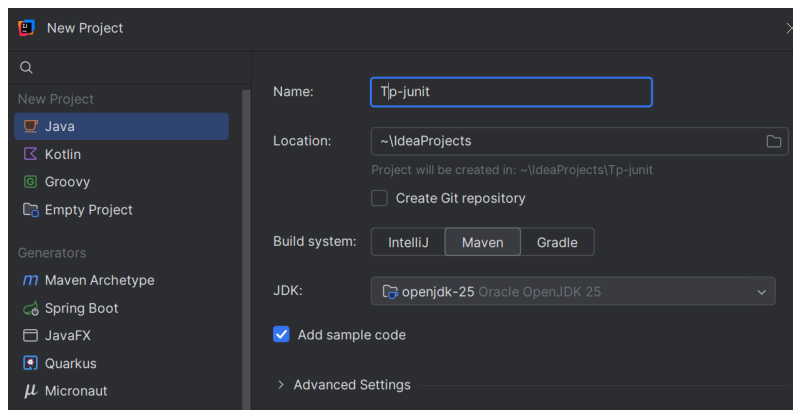 New Project
New Project
Java
Kotlin
Groovy
Empty Project
Generators
Maven Archetype
Spring Boot
JavaFX
Quarkus
Micronaut
Name: Tp-junit
Location: ~\IdeaProjects
Project will be created in: ~\IdeaProjects\Tp-junit
Create Git repository
Build system: IntelliJ Maven Gradle
JDK: openjdk-25 Oracle OpenJDK 25
Add sample code
Advanced Settings